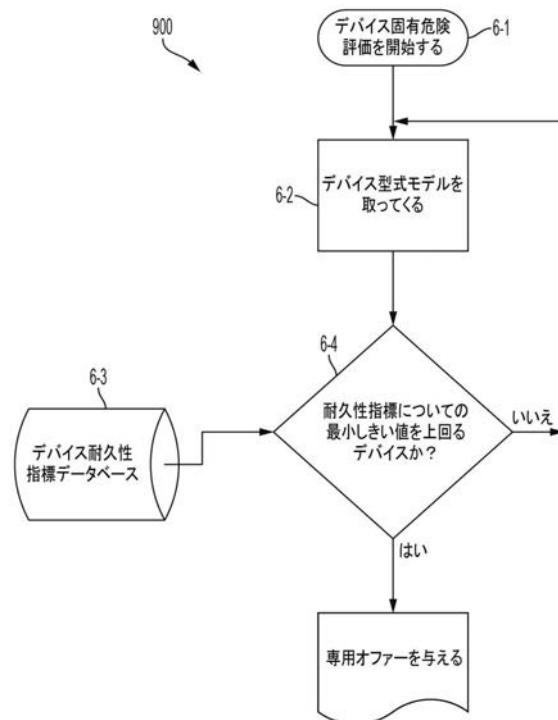 900
デバイス固有危険
評価を開始する
6-1
デバイス型式モデルを
取ってくる
6-2
6-3
デバイス耐久性
指標データベース
6-4
耐久性指標についての
最小しきい値を上回る
デバイスか？
いいえ
はい
専用オファーを与える